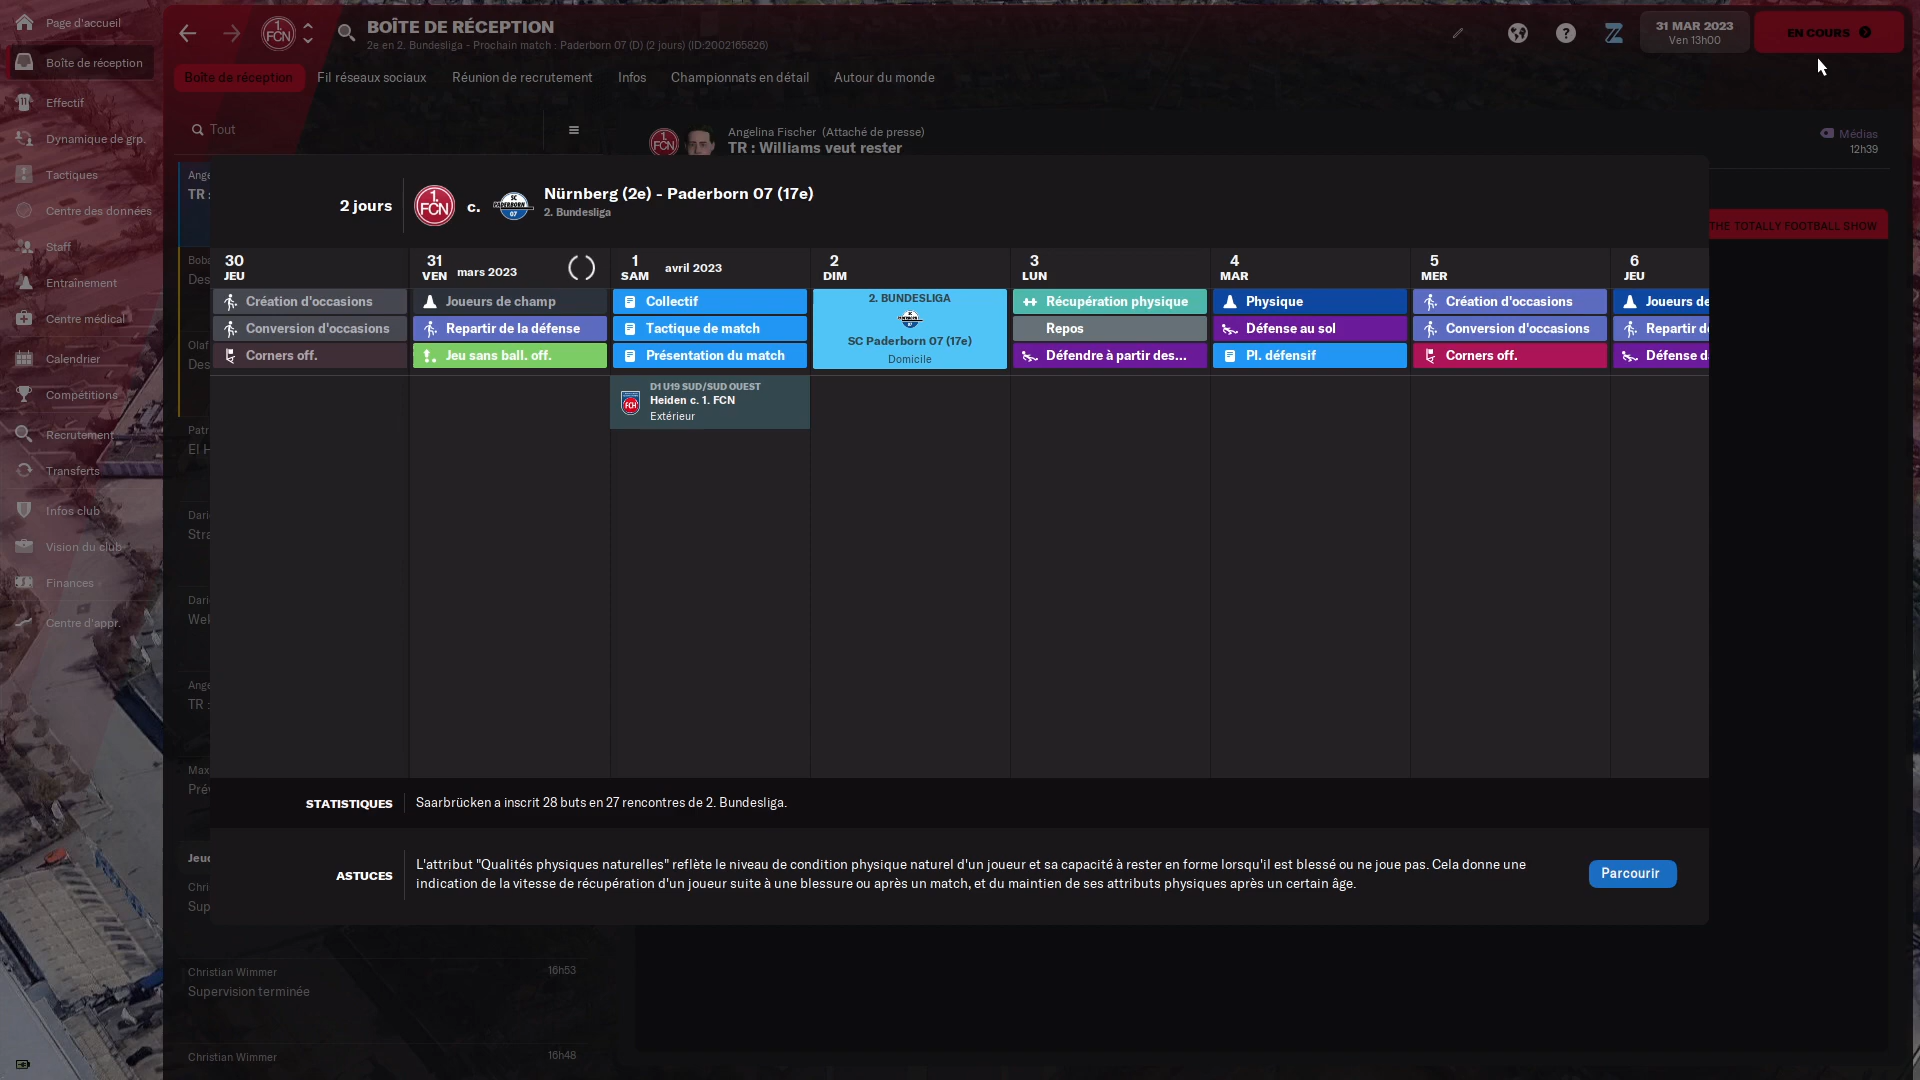 Page d'accueil
Boîte de réception
Effectif
Dynamique de grp.
Tactiques
Centre des données
Staff
Entraînement
Centre médical
Calendrier
Compétitions
Recrutement
Transferts
Infos club
Vision du club
Finances
Centre d'appr.
BOÎTE DE RÉCEPTION
2e en 2. Bundesliga - Prochain match : Paderborn 07 (D) (2 jours) (ID:2002165826)
31 MAR 2023
Ven 13h00
EN COURS
Boîte de réception
Fil réseaux sociaux
Réunion de recrutement
Infos
Championnats en détail
Autour du monde
Tout
Angelina Fischer (Attaché de presse)
TR : Williams veut rester
Médias
12h39
THE TOTALLY FOOTBALL SHOW
2 jours
1. FCN
c.
SC PADERBORN 07
Nürnberg (2e) - Paderborn 07 (17e)
2. Bundesliga
30
JEU
Création d'occasions
Conversion d'occasions
Corners off.
31
VEN mars 2023
Joueurs de champ
Repartir de la défense
Jeu sans ball. off.
1
SAM avril 2023
Collectif
Tactique de match
Présentation du match
D1 U19 SUD/SUD OUEST
Heiden c. 1. FCN
Extérieur
2
DIM
2. BUNDESLIGA
SC Paderborn 07 (17e)
Domicile
3
LUN
Récupération physique
Repos
Défendre à partir des...
4
MAR
Physique
Défense au sol
Pl. défensif
5
MER
Création d'occasions
Conversion d'occasions
Corners off.
6
JEU
Joueurs de
Repartir d
Défense d
STATISTIQUES
Saarbrücken a inscrit 28 buts en 27 rencontres de 2. Bundesliga.
ASTUCES
L'attribut "Qualités physiques naturelles" reflète le niveau de condition physique naturel d'un joueur et sa capacité à rester en forme lorsqu'il est blessé ou ne joue pas. Cela donne une
indication de la vitesse de récupération d'un joueur suite à une blessure ou après un match, et du maintien de ses attributs physiques après un certain âge.
Parcourir
Christian Wimmer
16h53
Supervision terminée
Christian Wimmer
16h48